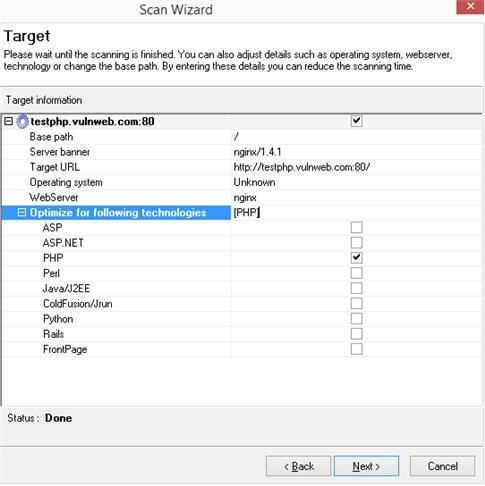 Scan Wizard
Target
Please wait until the scanning is finished. You can also adjust details such as operating system, webserver,
technology or change the base path. By entering these details you can reduce the scanning time.
Target information
testphp.vulnweb.com:80
Base path /
Server banner nginx/1.4.1
Target URL http://testphp.vulnweb.com:80/
Operating system Unknown
WebServer nginx
Optimize for following technologies [PHP]
ASP
ASP.NET
PHP
Perl
Java/J2EE
ColdFusion/Jrun
Python
Rails
FrontPage
Status : Done
< Back Next > Cancel